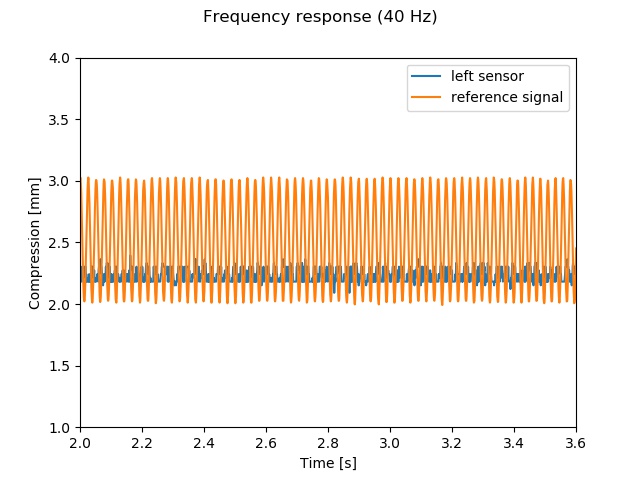 Frequency response (40 Hz)
left sensor
reference signal
4.0
3.5
3.0
2.5
2.0
1.5
1.0
Compression [mm]
2.0 2.2 2.4 2.6 2.8 3.0 3.2 3.4 3.6
Time [s]